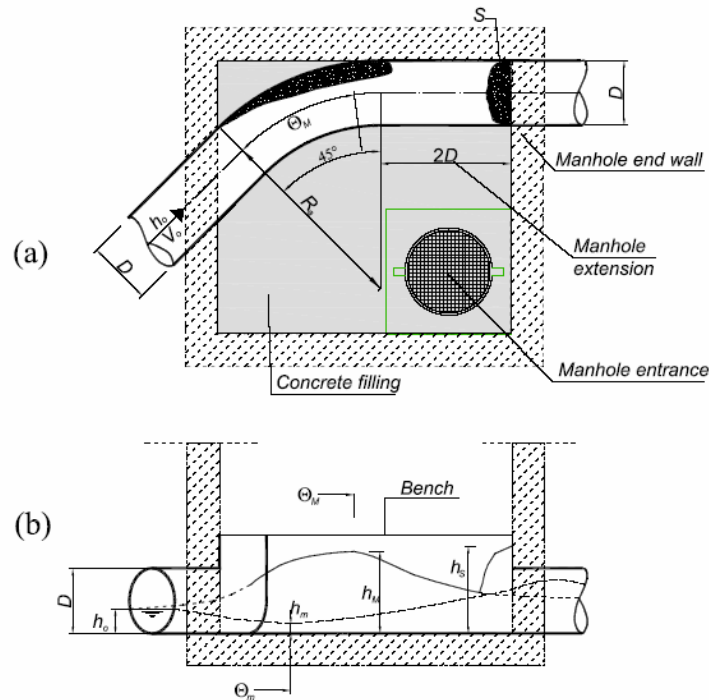 S
D
Θ_M
45°
2D
Manhole end wall
R_a
h_o
V_o
(a)
D
Manhole
extension
Manhole entrance
Concrete filling
(b)
Θ_M
Bench
D
h_o
h_m
h_M
h_S
Θ_m